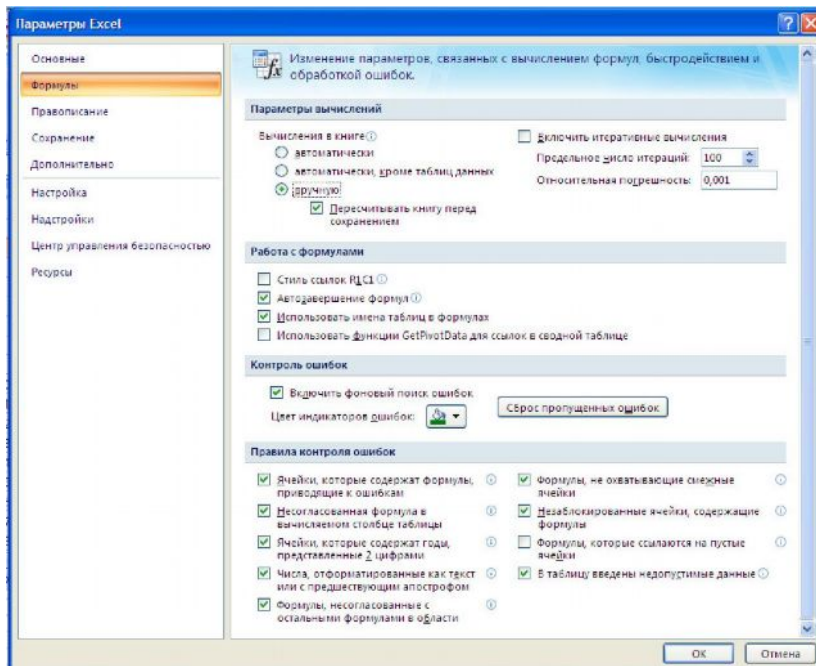 Параметры Excel
Основные
Формулы
Правописание
Сохранение
Дополнительно
Настройка
Надстройки
Центр управления безопасностью
Ресурсы
Изменение параметров, связанных с вычислением формул, быстродействием и
обработкой ошибок.
Параметры вычислений
Вычисления в книге
автоматически
автоматически, кроме таблиц данных
вручную
Пересчитывать книгу перед
сохранением
Включить итеративные вычисления
Предельное число итераций: 100
Относительная погрешность: 0,001
Работа с формулами
Стиль ссылок R1C1
Автозавершение формул
Использовать имена таблиц в формулах
Использовать функции GetPivotData для ссылок в сводной таблице
Контроль ошибок
Включить фоновый поиск ошибок
Цвет индикаторов ошибок:
Сброс пропущенных ошибок
Правила контроля ошибок
Ячейки, которые содержат формулы,
приводящие к ошибкам
Несогласованная формула в
вычисляемом столбце таблицы
Ячейки, которые содержат годы,
представленные 2 цифрами
Числа, отформатированные как текст
или с предшествующим апострофом
Формулы, несогласованные с
остальными формулами в области
Формулы, не охватывающие смежные
ячейки
Незаблокированные ячейки, содержащие
формулы
Формулы, которые ссылаются на пустые
ячейки
В таблицу введены недопустимые данные
ОК
Отмена